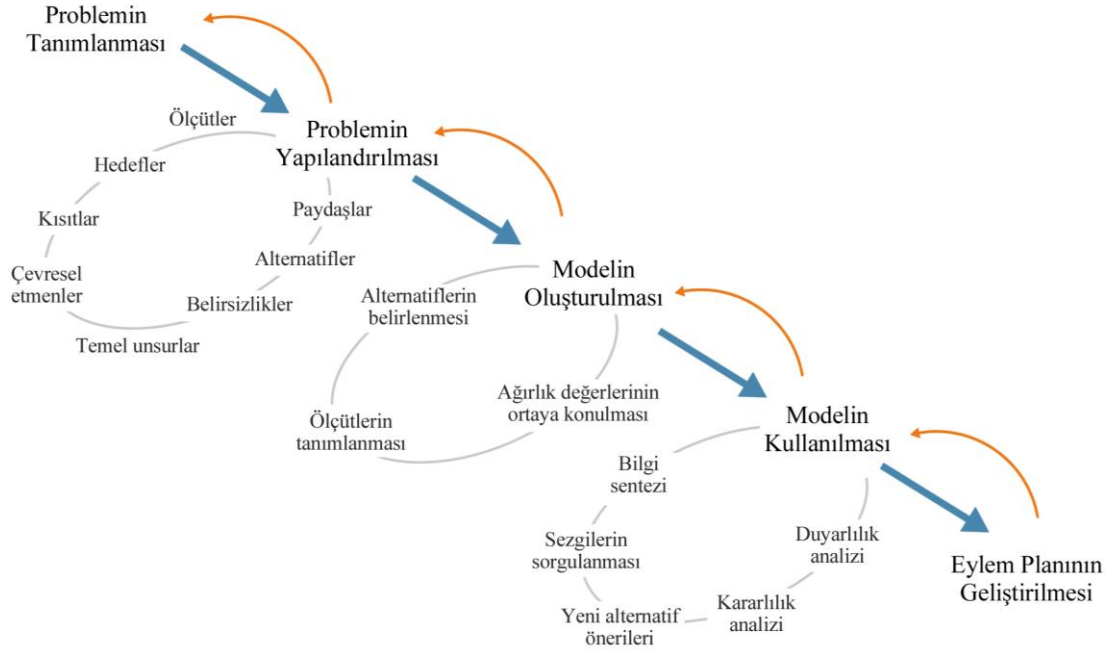 Problemin
Tanımlanması
Ölçütler
Problemin
Yapılandırılması
Hedefler
Paydaşlar
Kısıtlar
Alternatifler
Çevresel
etmenler
Belirsizlikler
Temel unsurlar
Modelin
Oluşturulması
Alternatiflerin
belirlenmesi
Ağırlık değerlerinin
ortaya konulması
Ölçütlerin
tanımlanması
Modelin
Kullanılması
Bilgi
sentezi
Duyarlılık
analizi
Sezgilerin
sorgulanması
Kararlılık
analizi
Yeni alternatif
önerileri
Eylem Planının
Geliştirilmesi